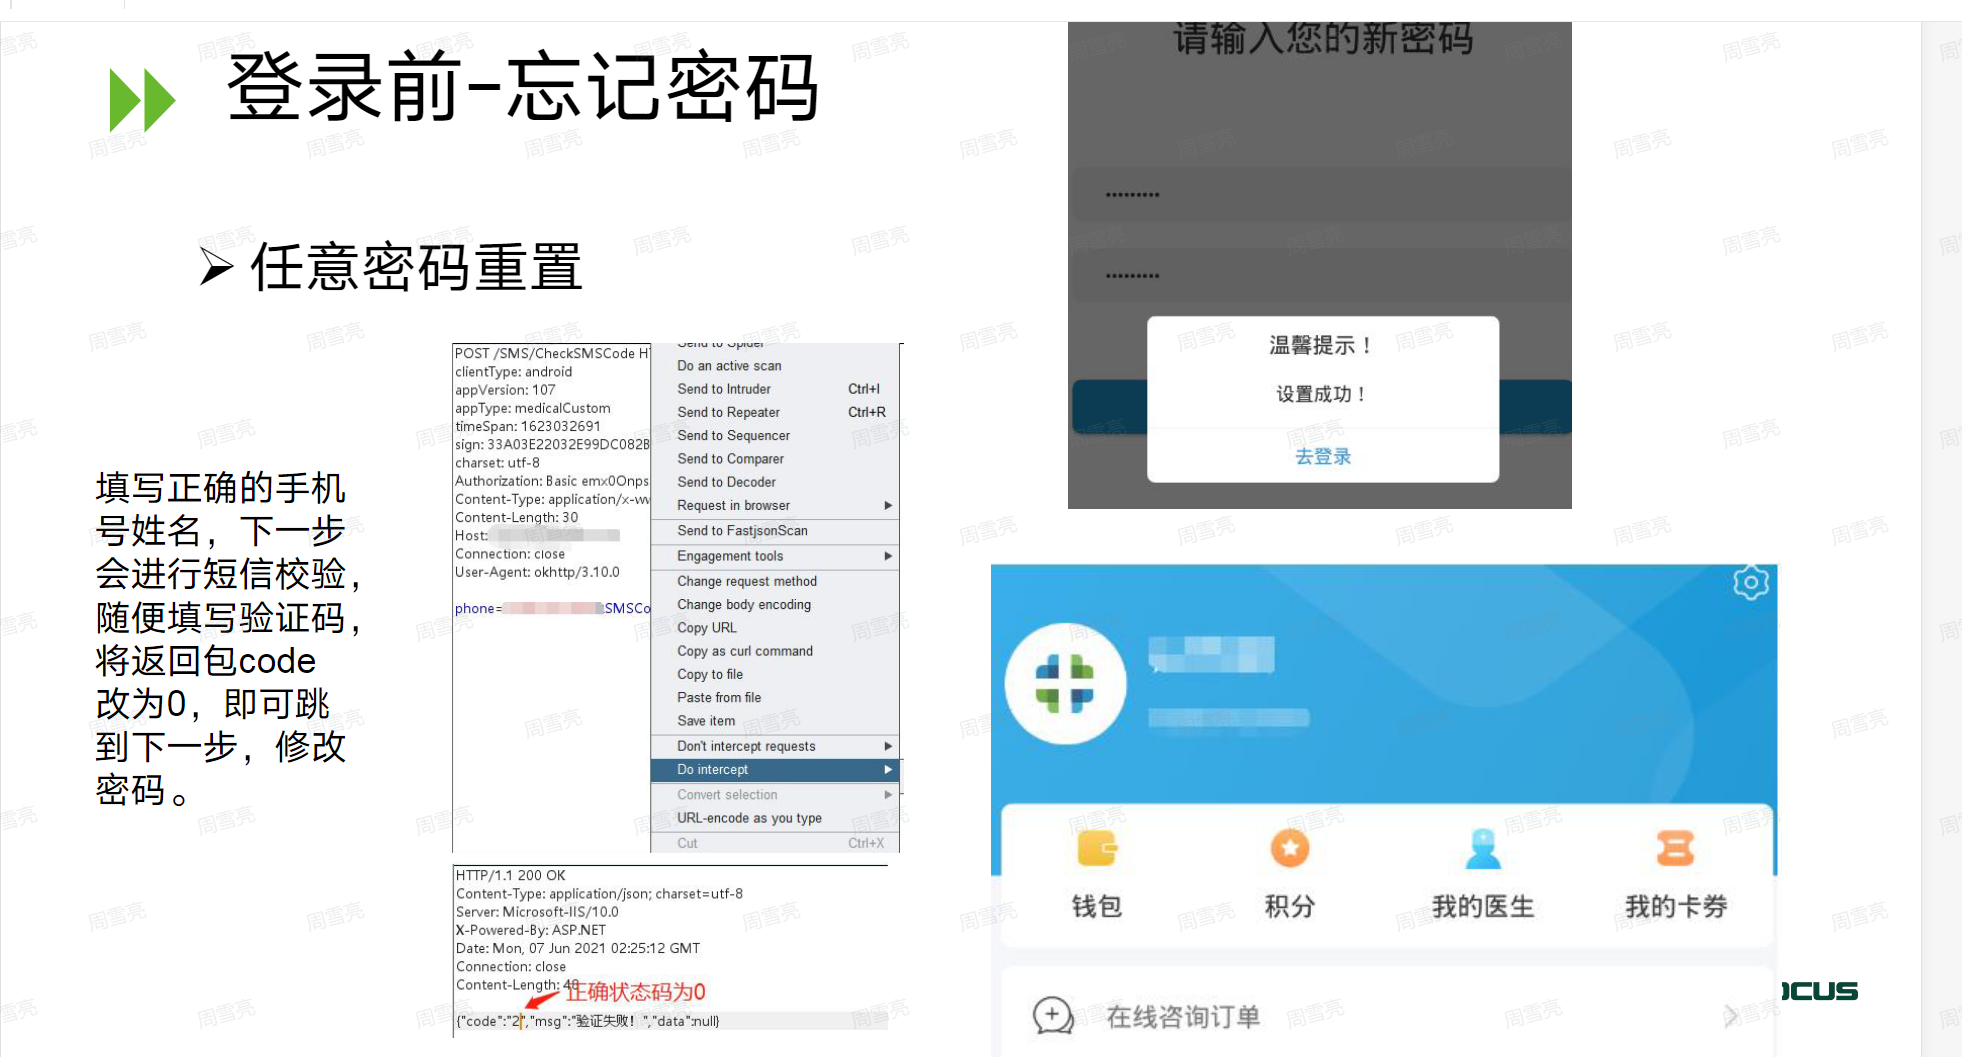 登录前-忘记密码
任意密码重置
填写正确的手机
号姓名，下一步
会进行短信校验，
随便填写验证码，
将返回包code
改为0，即可跳
到下一步，修改
密码。
POST /SMS/CheckSMSCode H
clientType: android
appVersion: 107
appType: medicalCustom
timeSpan: 1623032691
sign: 33A03E22032E99DC082B
charset: utf-8
Authorization: Basic emx0Onps
Content-Type: application/x-ww
Content-Length: 30
Host:
Connection: close
User-Agent: okhttp/3.10.0
phone=
SMSCo
Send to Spider
Do an active scan
Send to Intruder Ctrl+I
Send to Repeater Ctrl+R
Send to Sequencer
Send to Comparer
Send to Decoder
Request in browser
Send to FastjsonScan
Engagement tools
Change request method
Change body encoding
Copy URL
Copy as curl command
Copy to file
Paste from file
Save item
Don't intercept requests
Do intercept
Convert selection
URL-encode as you type
Cut Ctrl+X
HTTP/1.1 200 OK
Content-Type: application/json; charset=utf-8
Server: Microsoft-IIS/10.0
X-Powered-By: ASP.NET
Date: Mon, 07 Jun 2021 02:25:12 GMT
Connection: close
Content-Length: 48
正确状态码为0
{"code":"2","msg":"验证失败！","data":null}
请输入您的新密码
•••••••••
•••••••••
温馨提示！
设置成功！
去登录
钱包 积分 我的医生 我的卡券
在线咨询订单
OCUS
周雪亮